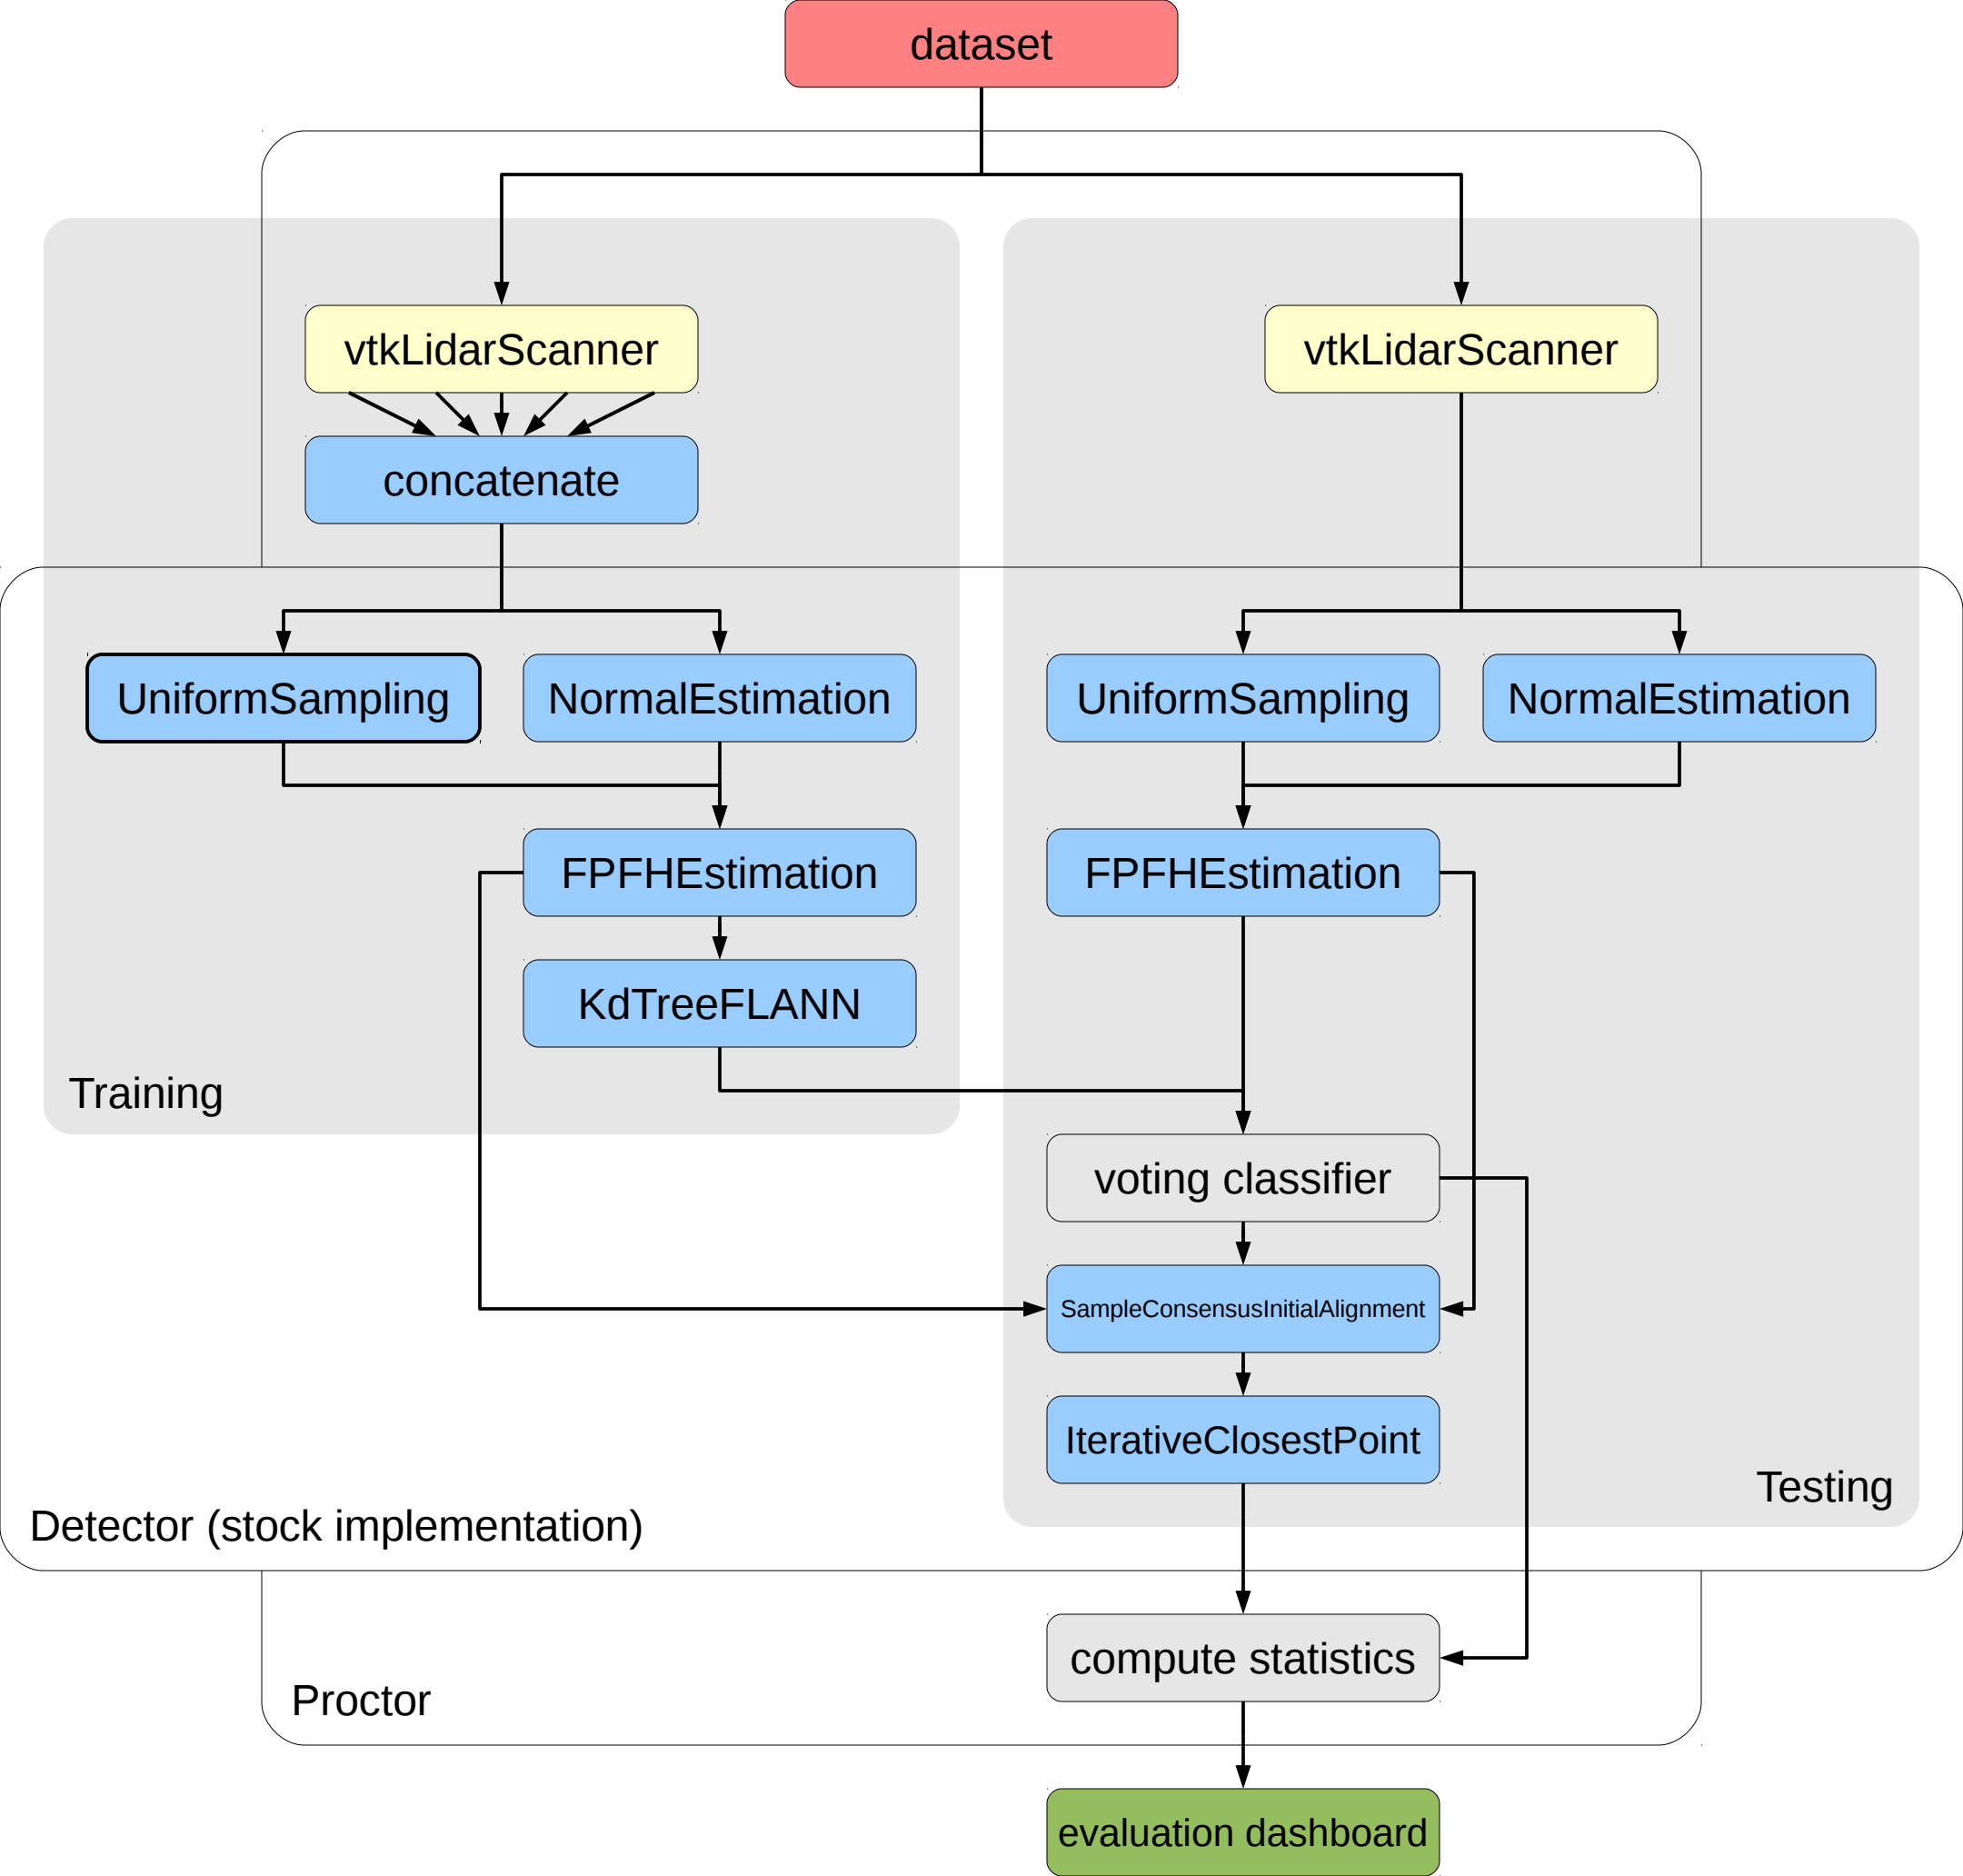 dataset
vtkLidarScanner
vtkLidarScanner
concatenate
UniformSampling
NormalEstimation
UniformSampling
NormalEstimation
FPFHEstimation
FPFHEstimation
KdTreeFLANN
Training
voting classifier
SampleConsensusInitialAlignment
IterativeClosestPoint
Testing
Detector (stock implementation)
compute statistics
Proctor
evaluation dashboard